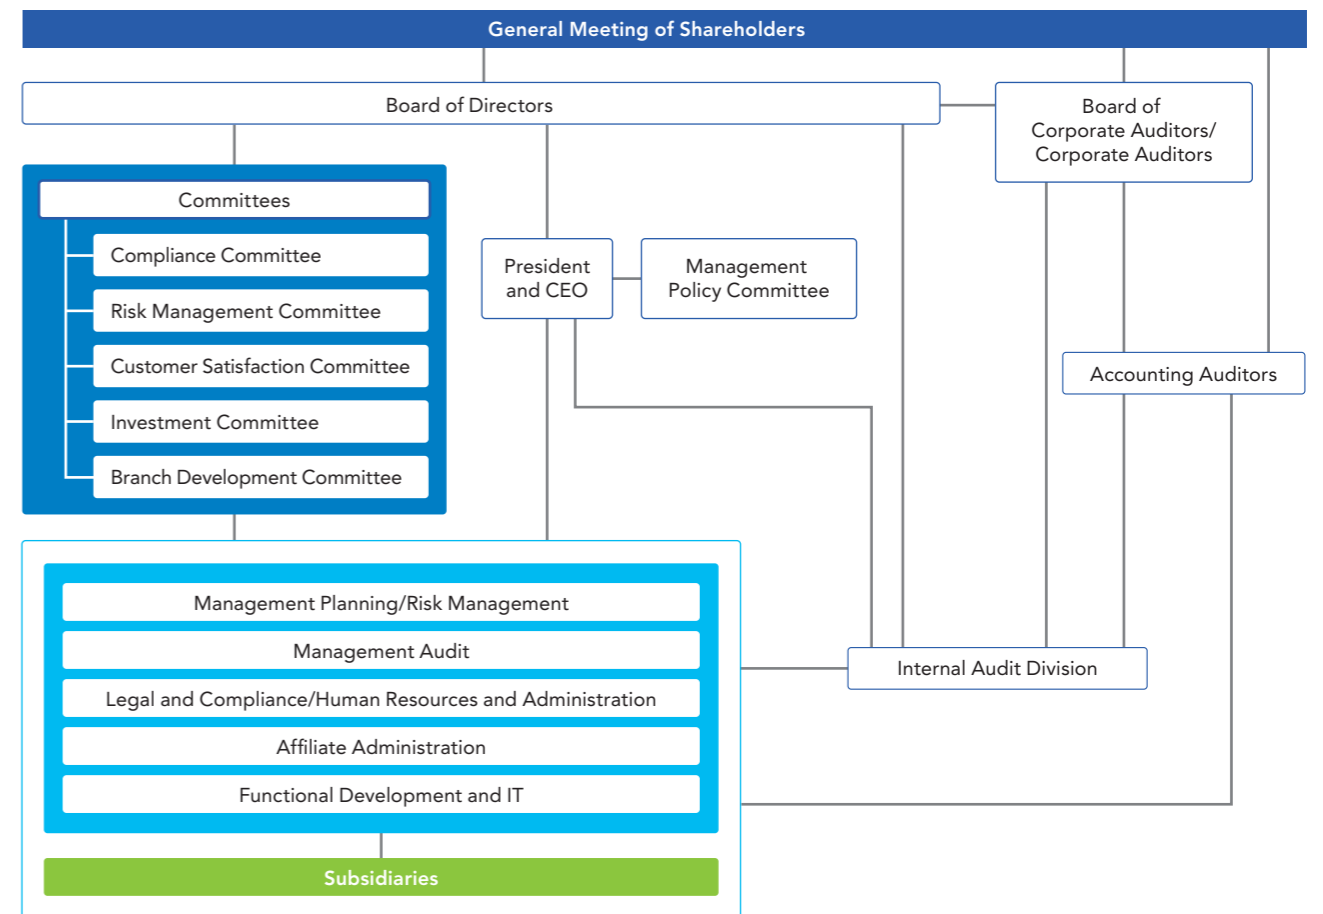 General Meeting of Shareholders
Board of Directors
Board of
Corporate Auditors/
Corporate Auditors
Committees
Compliance Committee
Risk Management Committee
Customer Satisfaction Committee
Investment Committee
Branch Development Committee
President
and CEO
Management
Policy Committee
Accounting Auditors
Management Planning/Risk Management
Management Audit
Legal and Compliance/Human Resources and Administration
Affiliate Administration
Functional Development and IT
Internal Audit Division
Subsidiaries